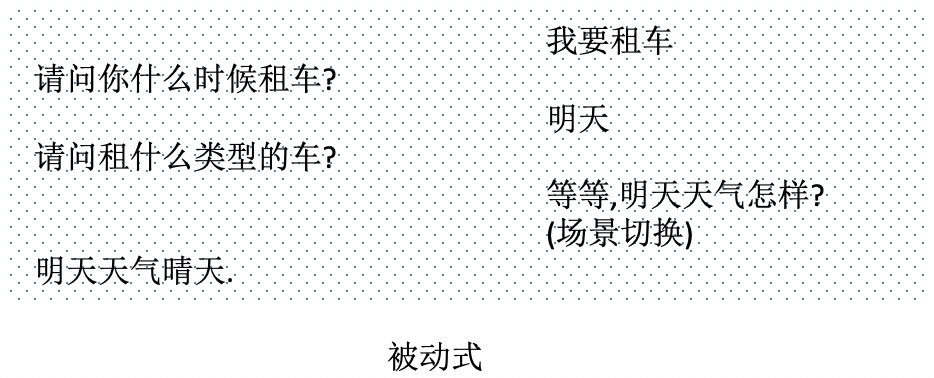 我要租车
请问你什么时候租车?
明天
请问租什么类型的车?
等等,明天天气怎样?
(场景切换)
明天天气晴天.
被动式